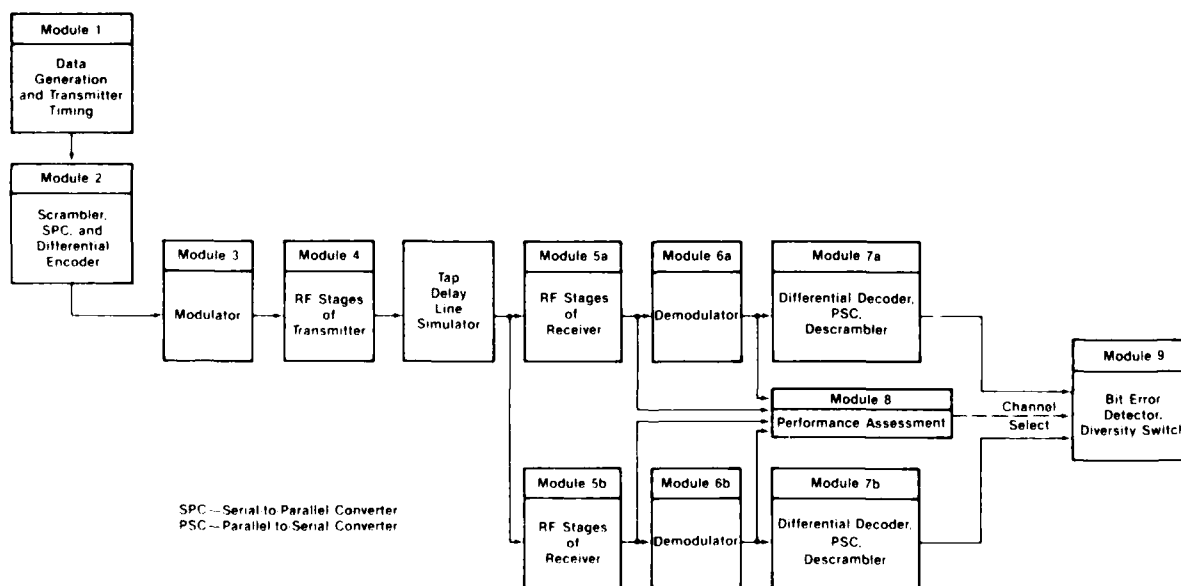 Module 1
Data
Generation
and Transmitter
Timing
Module 2
Scrambler,
SPC, and
Differential
Encoder
Module 3
Modulator
Module 4
RF Stages
of
Transmitter
Tap
Delay
Line
Simulator
Module 5a
RF Stages
of
Receiver
Module 6a
Demodulator
Module 7a
Differential Decoder,
PSC,
Descrambler
Module 8
Performance Assessment
Channel
Select
Module 9
Bit Error
Detector,
Diversity Switch
Module 5b
RF Stages
of
Receiver
Module 6b
Demodulator
Module 7b
Differential Decoder,
PSC,
Descrambler
SPC—Serial to Parallel Converter
PSC—Parallel to Serial Converter